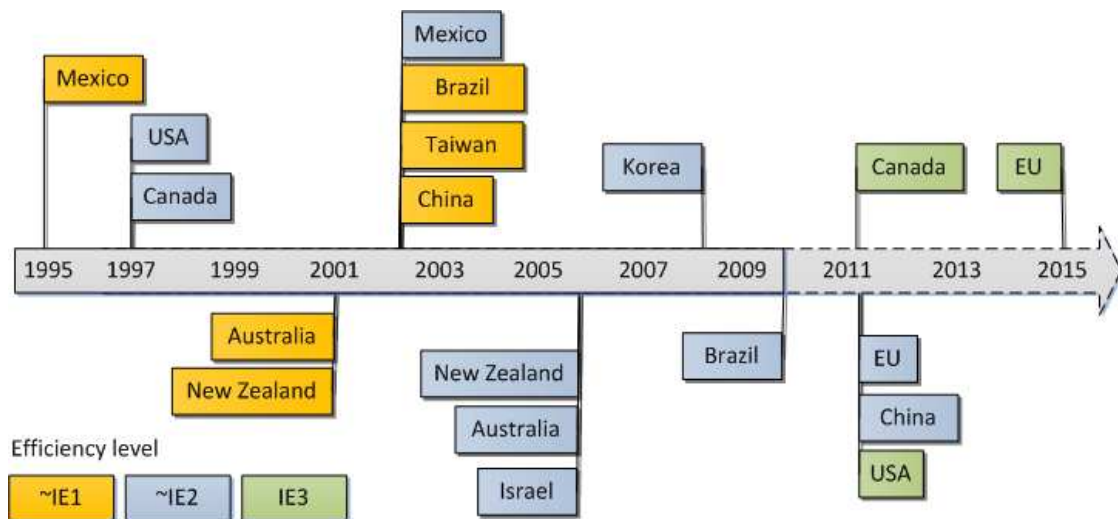 Mexico
Mexico
Brazil
USA
Taiwan
Korea
Canada
EU
Canada
China
1995 1997 1999 2001 2003 2005 2007 2009 2011 2013 2015
Australia
New Zealand
New Zealand
Brazil
EU
Australia
China
Israel
USA
Efficiency level
~IE1 ~IE2 IE3